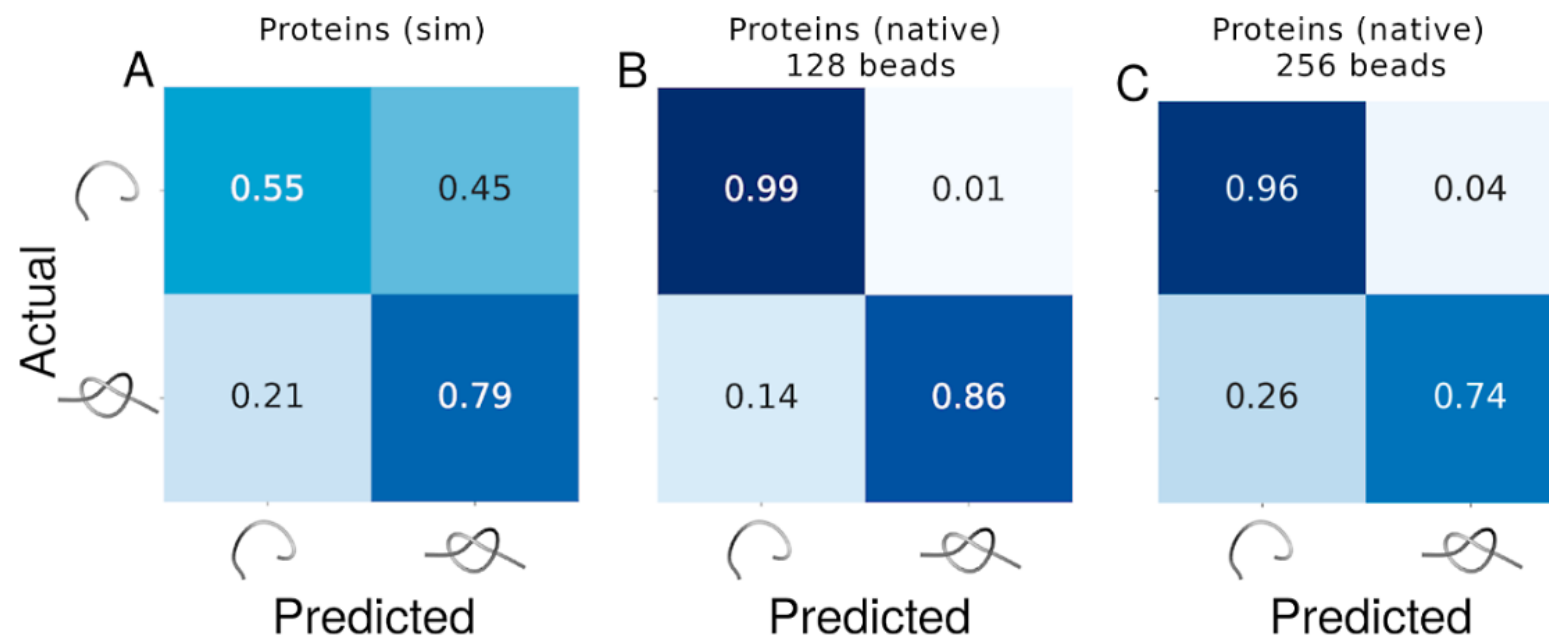 Proteins (sim)
A
0.55 0.45
0.21 0.79
Actual
Predicted
Proteins (native)
128 beads
B
0.99 0.01
0.14 0.86
Predicted
Proteins (native)
256 beads
C
0.96 0.04
0.26 0.74
Predicted